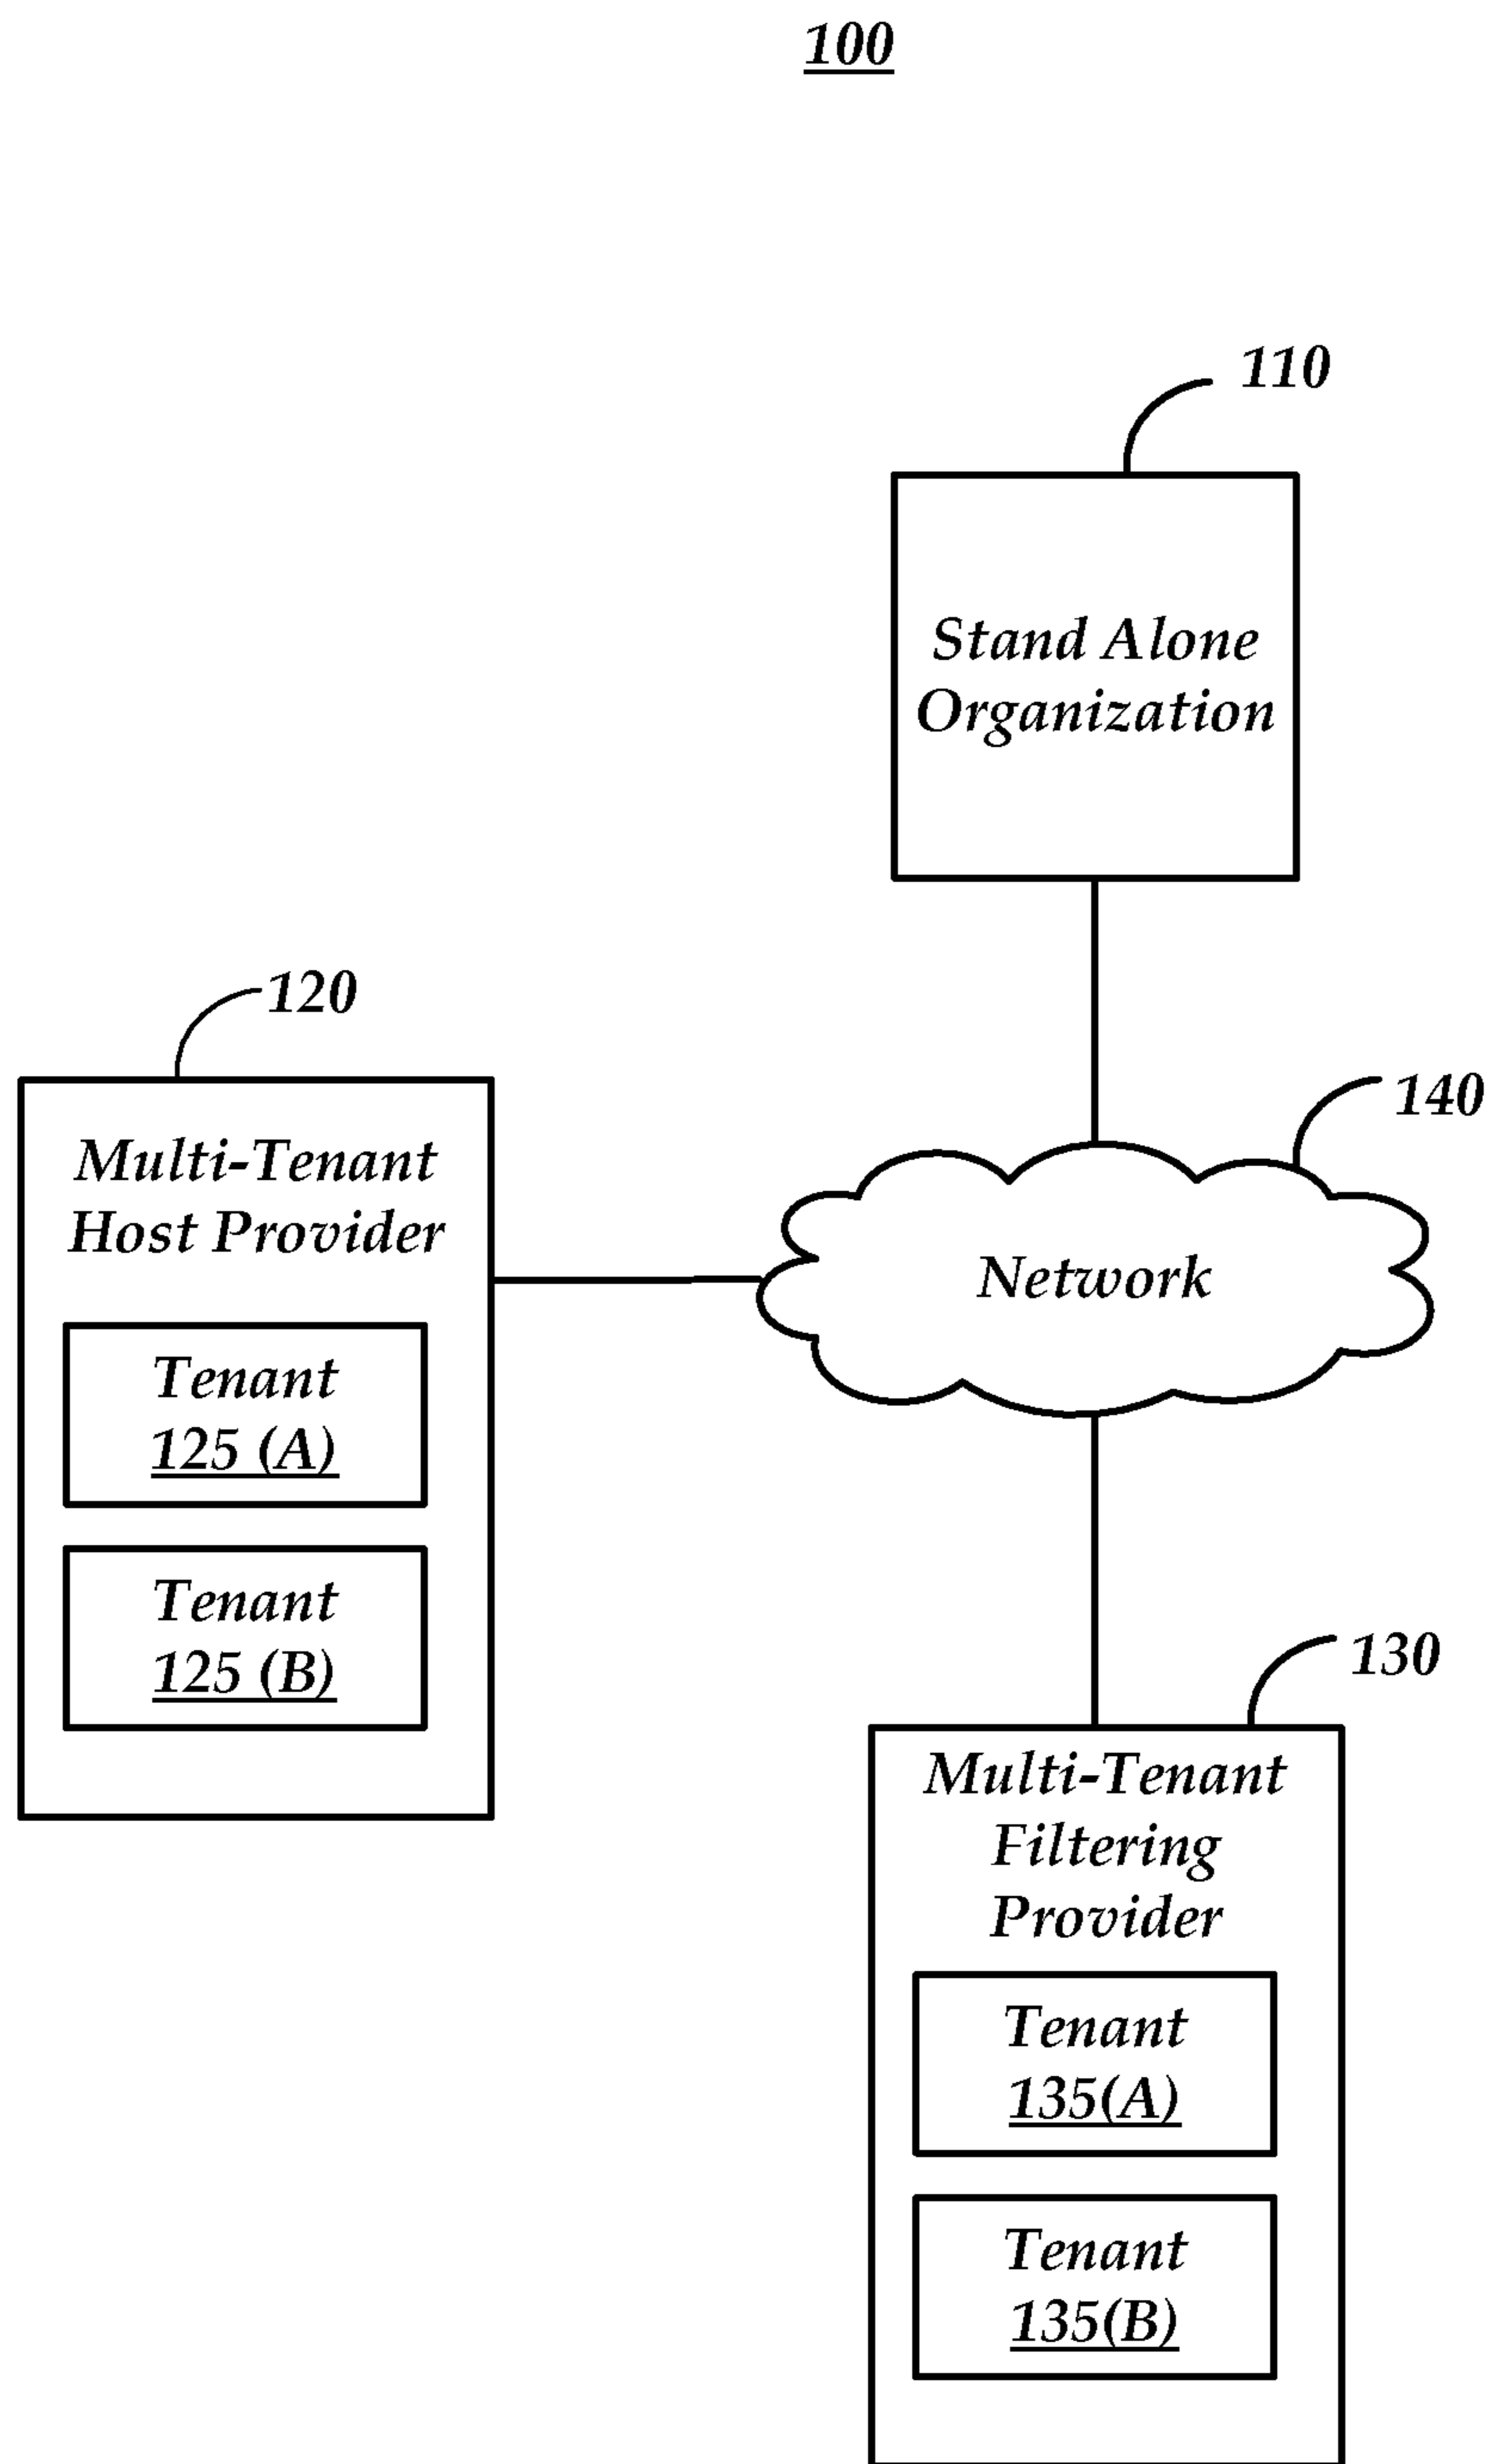 100
110
Stand Alone
Organization
120
140
Multi-Tenant
Host Provider
Network
Tenant
125 (A)
Tenant
125 (B)
130
Multi-Tenant
Filtering
Provider
Tenant
135(A)
Tenant
135(B)